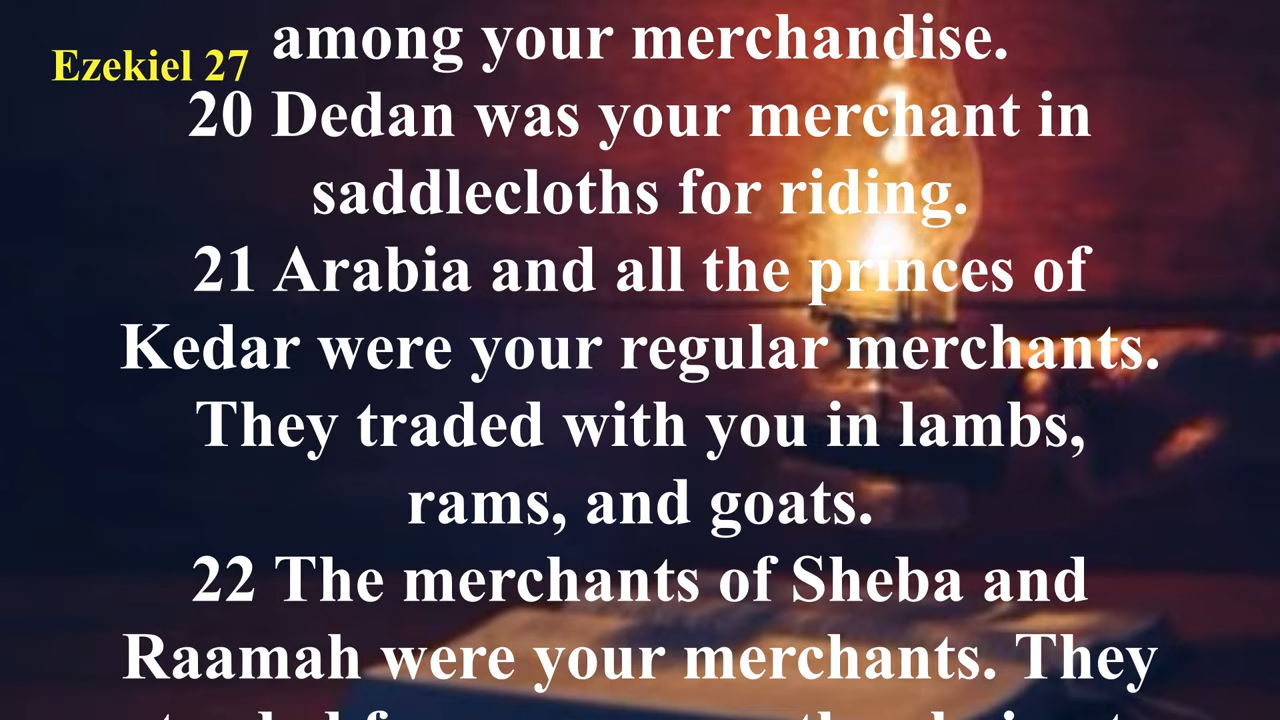 Ezekiel 27
among your merchandise.
20 Dedan was your merchant in
saddlecloths for riding.
21 Arabia and all the princes of
Kedar were your regular merchants.
They traded with you in lambs,
rams, and goats.
22 The merchants of Sheba and
Raamah were your merchants. They